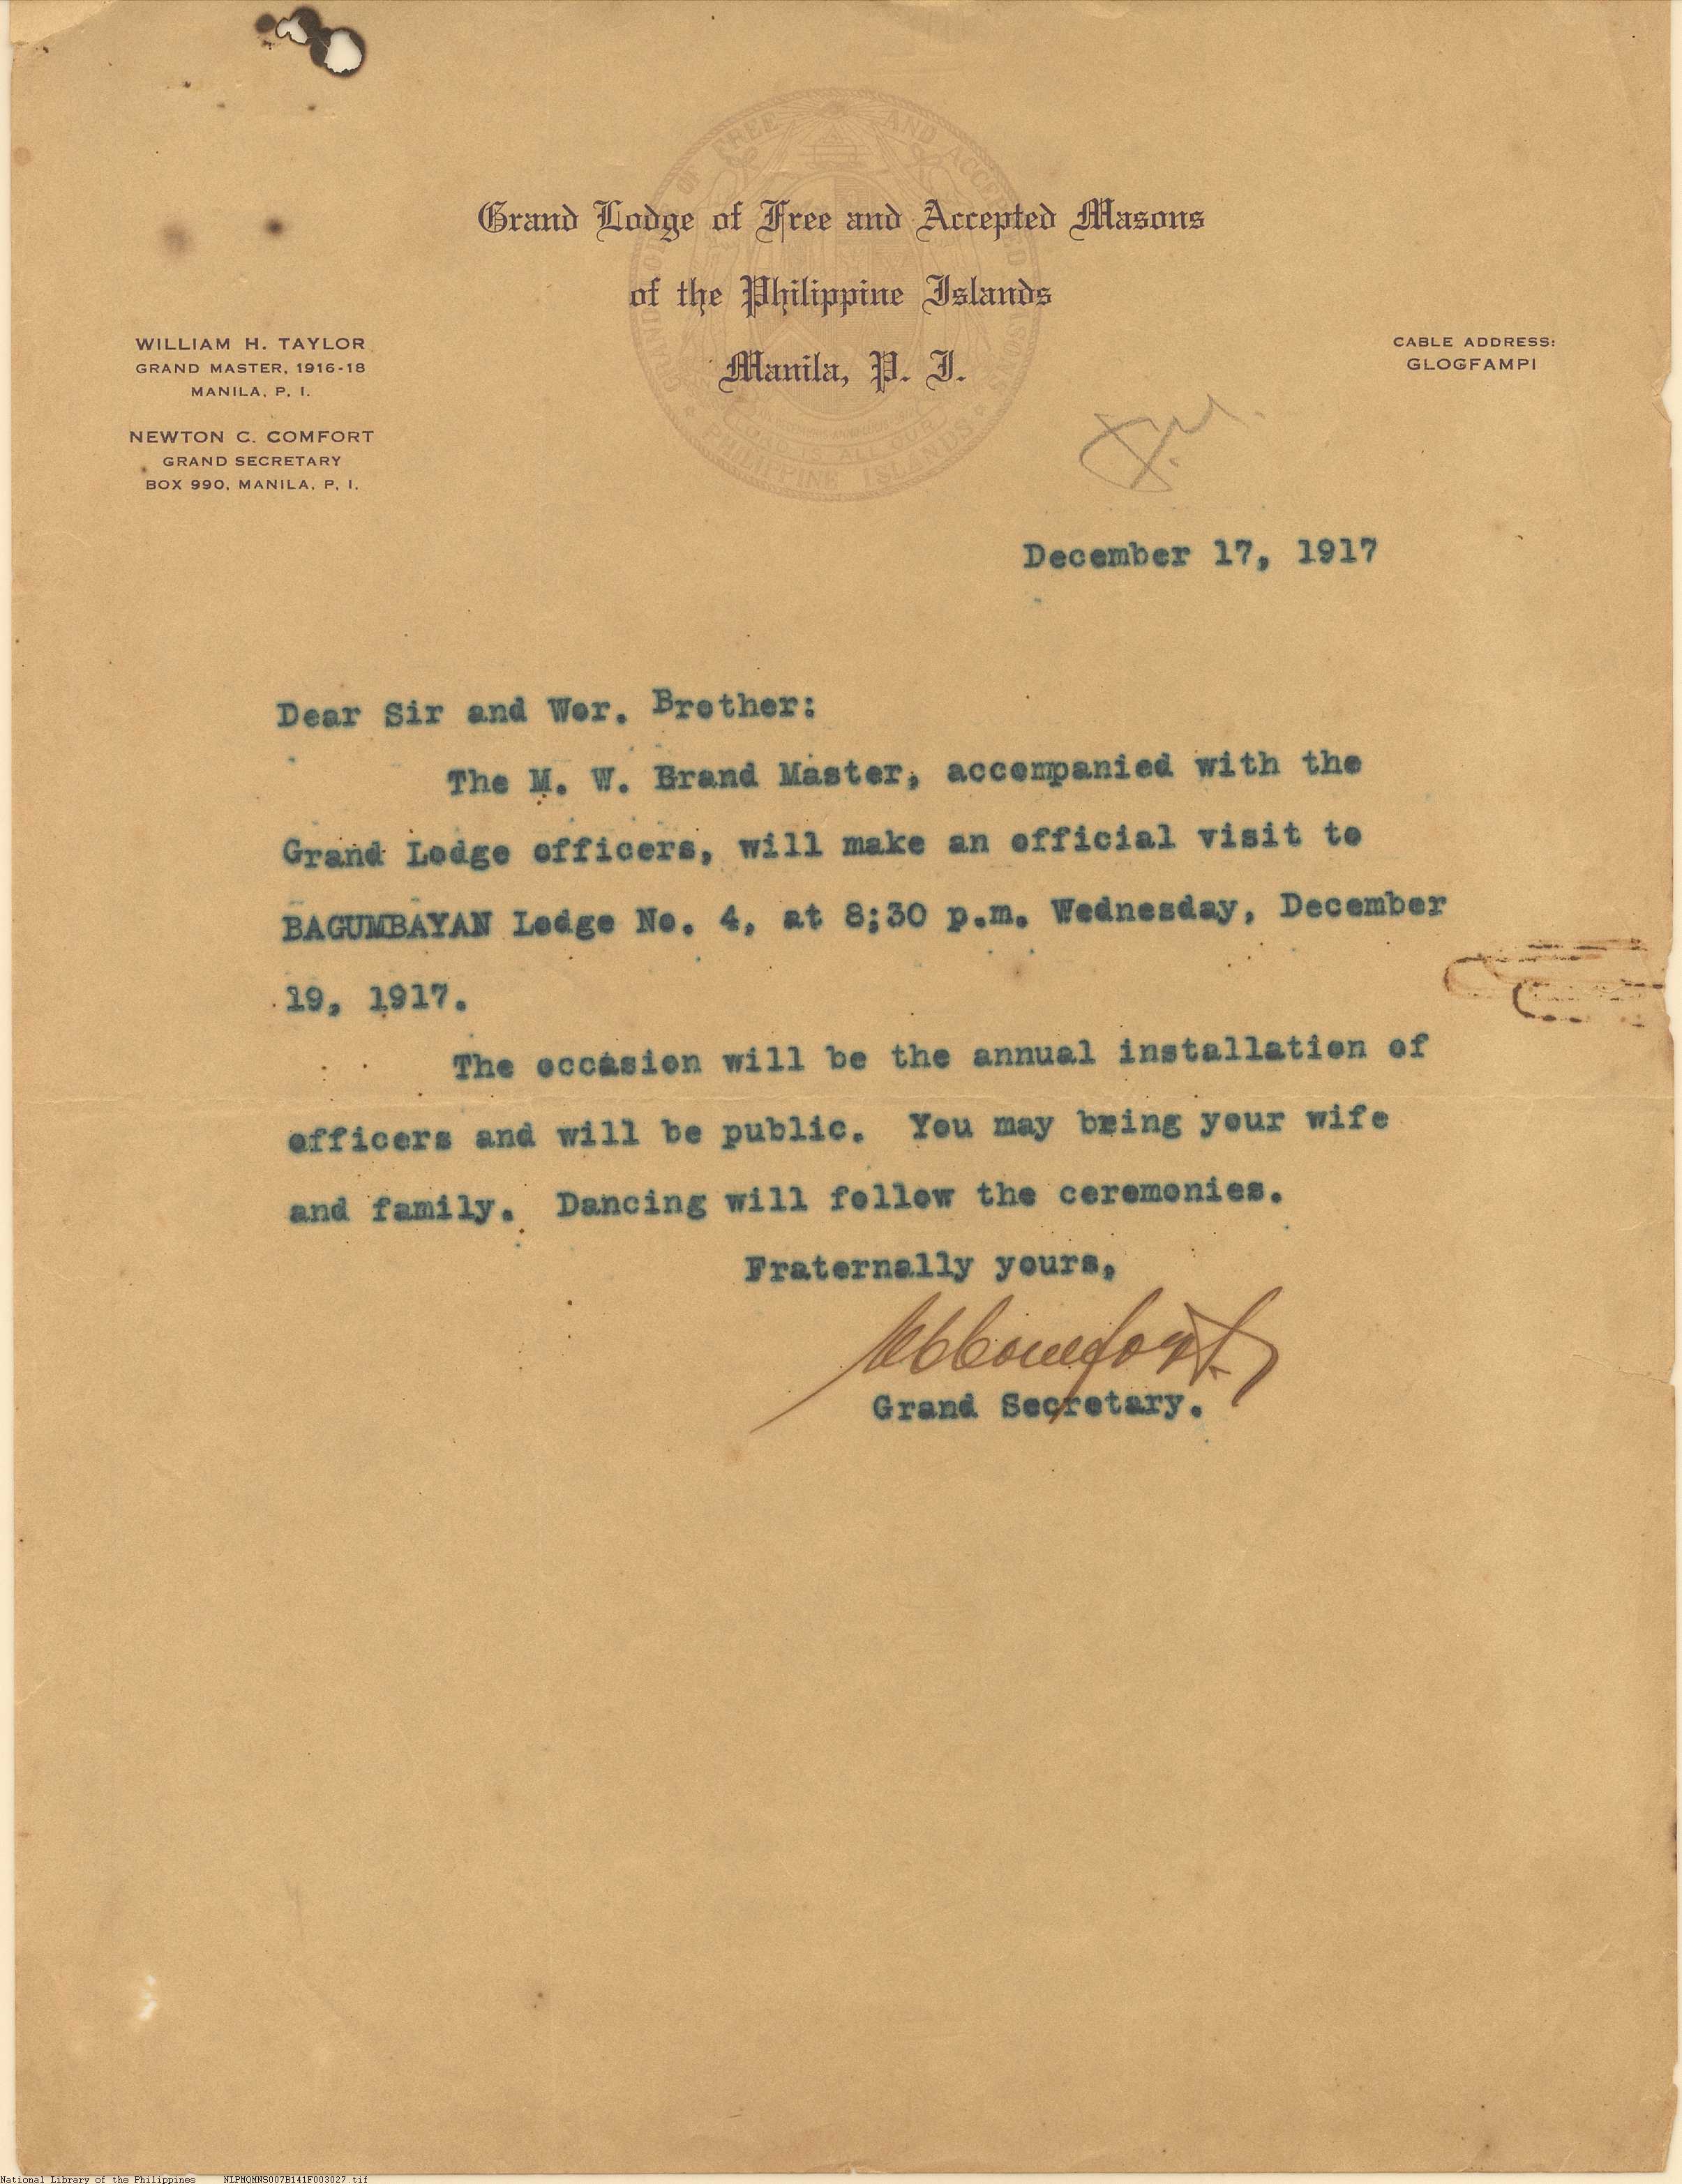 Grand Lodge of Free and Accepted Masons
of the Philippine Islands
Manila, P. I.
WILLIAM H. TAYLOR
GRAND MASTER, 1916-18
MANILA, P. I.
NEWTON C. COMFORT
GRAND SECRETARY
BOX 990, MANILA, P. I.
CABLE ADDRESS:
GLOGFAMPI
December 17, 1917
Dear Sir and Wor. Brother:
The M. W. Grand Master, accompanied with the
Grand Lodge officers, will make an official visit to
BAGUMBAYAN Lodge No. 4, at 8;30 p.m. Wednesday, December
19, 1917.
The occasion will be the annual installation of
officers and will be public. You may bring your wife
and family. Dancing will follow the ceremonies.
Fraternally yours,
NCComfort
Grand Secretary.
National Library of the Philippines NLPMQMNS007B141F003027.tif